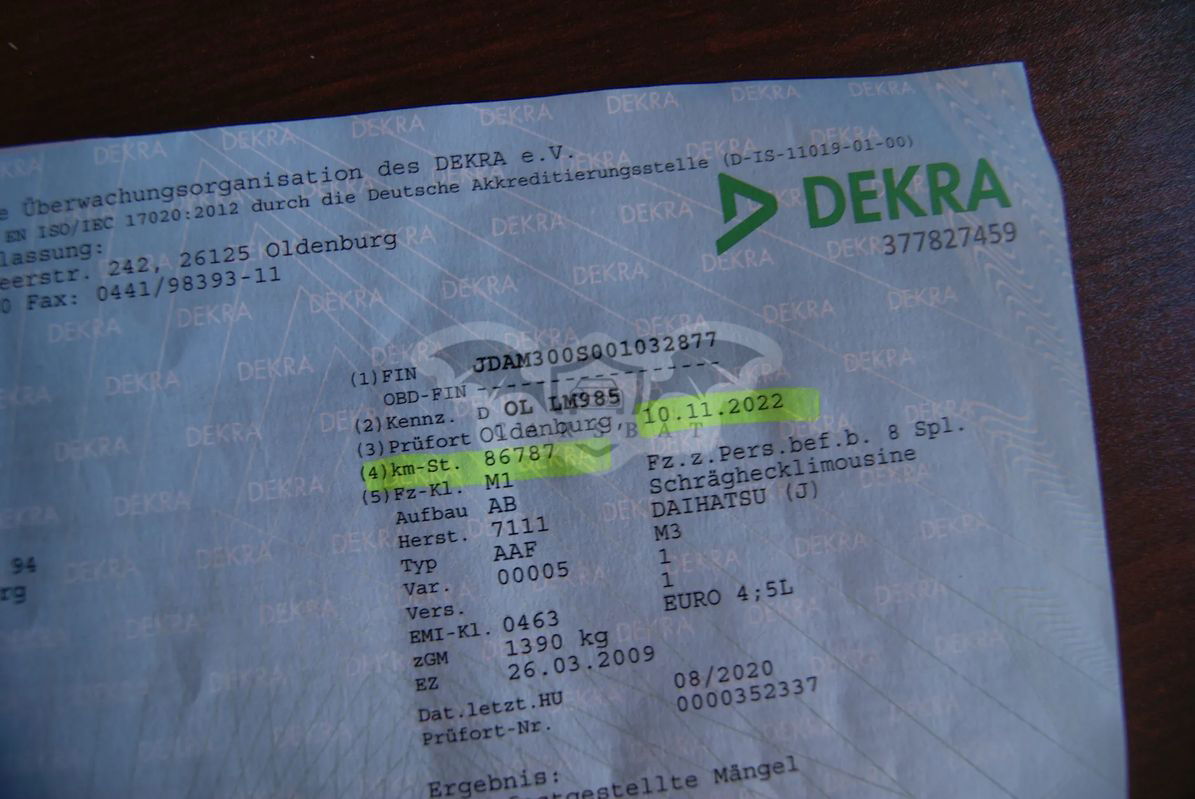 e Überwachungsorganisation des DEKRA e.V.
EN ISO/IEC 17020:2012 durch die Deutsche Akkreditierungsstelle (D-IS-11019-01-00)
DEKRA
lassung:
eerstr. 242, 26125 Oldenburg
377827459
0 Fax: 0441/98393-11
(1)FIN JDAM300S001032877
OBD-FIN -----------------
(2)Kennz. D OL LM985
(3)Prüfort Oldenburg, 10.11.2022
(4)km-St. 86787
(5)Fz-Kl. M1 Fz.z.Pers.bef.b. 8 Spl.
Aufbau AB Schräghecklimousine
Herst. 7111 DAIHATSU (J)
Typ AAF M3
Var. 00005 1
Vers. 1
EMI-Kl. 0463 EURO 4;5L
zGM 1390 kg
EZ 26.03.2009
Dat.letzt.HU 08/2020
Prüfort-Nr. 0000352337
94
rg
Ergebnis:
Mängel